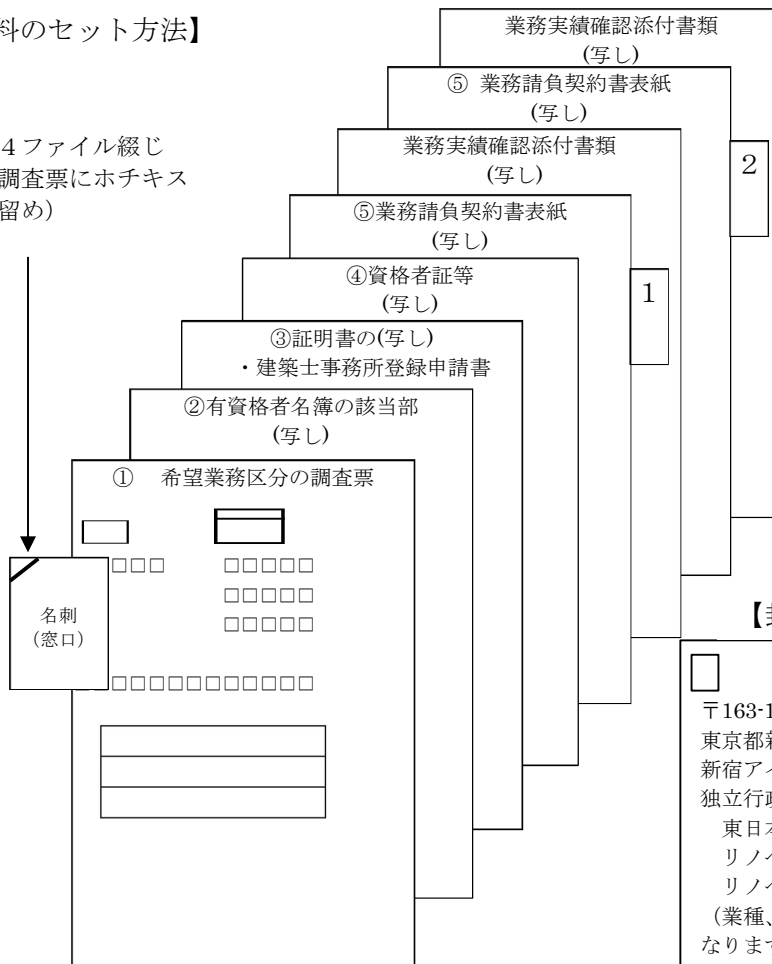 料のセット方法】
4ファイル綴じ
調査票にホチキス
留め）
業務実績確認添付書類
(写し)
⑤ 業務請負契約書表紙
(写し)
2
業務実績確認添付書類
(写し)
⑤業務請負契約書表紙
(写し)
1
④資格者証等
(写し)
③証明書の(写し)
・建築士事務所登録申請書
②有資格者名簿の該当部
(写し)
① 希望業務区分の調査票
□□□ □□□□□
□□□□□
□□□□□
名刺
（窓口）
□□□□□□□□□□□
【
〒163-1
東京都新
新宿ア
独立行政
東日本
リノベ
リノベ
（業種、
なります